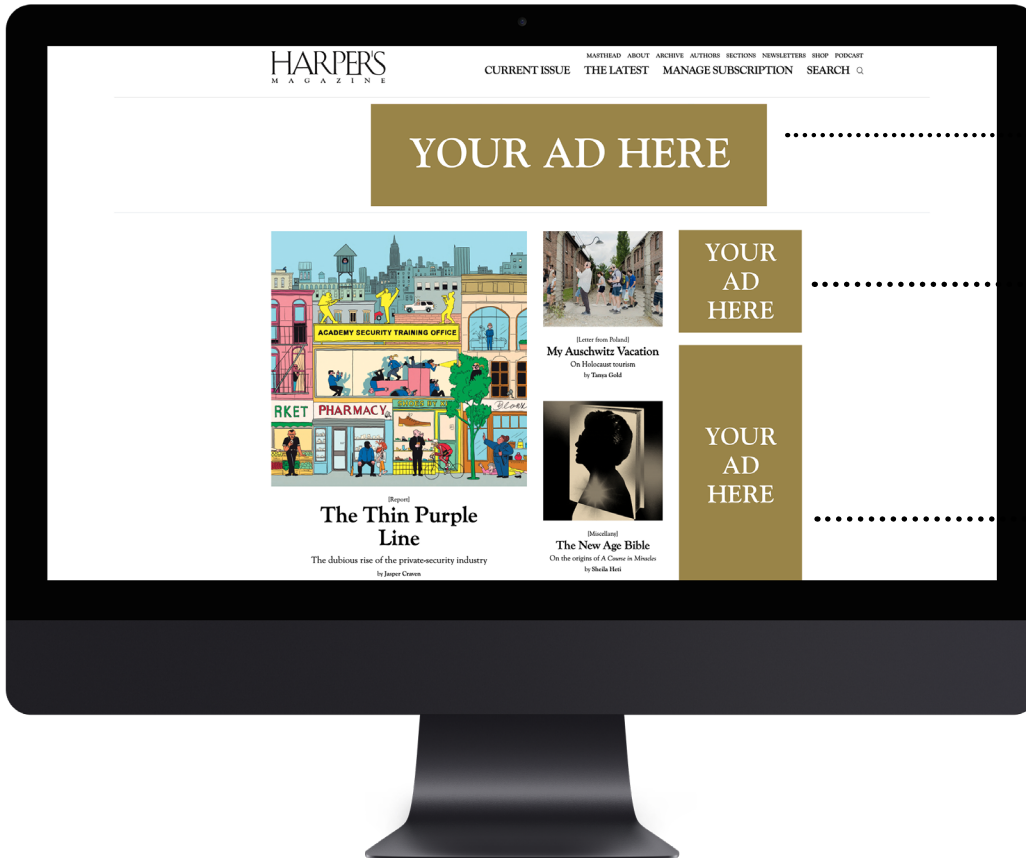 HARPER'S
MAGAZINE
MASTHEAD ABOUT ARCHIVE AUTHORS SECTIONS NEWSLETTERS SHOP PODCAST
CURRENT ISSUE THE LATEST MANAGE SUBSCRIPTION SEARCH
YOUR AD HERE
ACADEMY SECURITY TRAINING OFFICE
RKET PHARMACY
[Report]
The Thin Purple
Line
The dubious rise of the private-security industry
by Jasper Craven
[Letter from Poland]
My Auschwitz Vacation
On Holocaust tourism
by Tanya Gold
[Miscellany]
The New Age Bible
On the origins of A Course in Miracles
by Sheila Heti
YOUR
AD
HERE
YOUR
AD
HERE